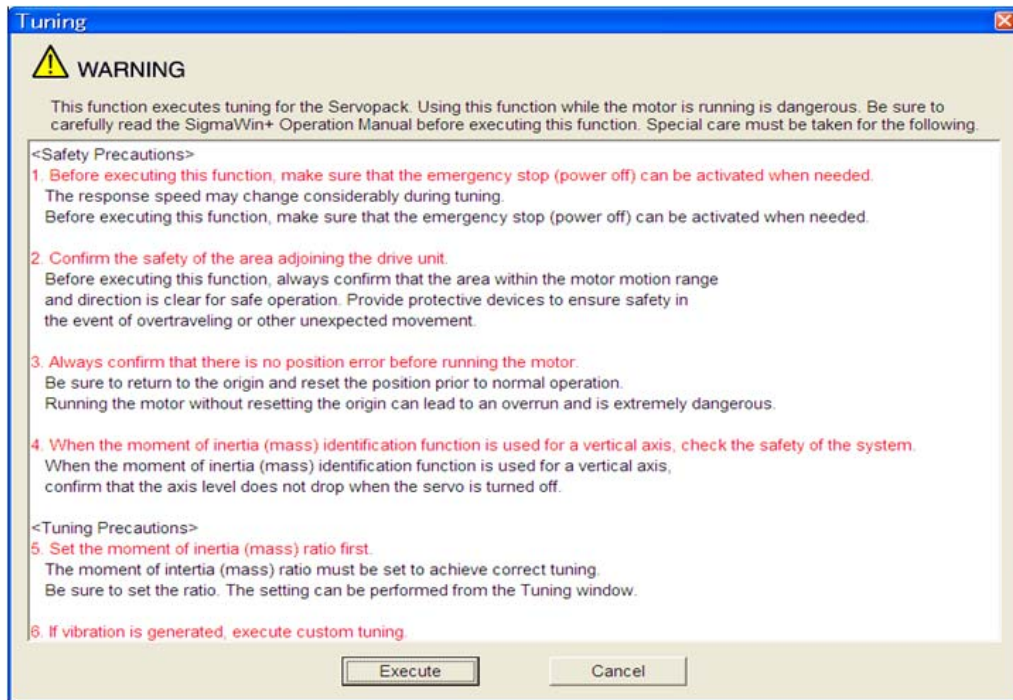 Tuning
WARNING
This function executes tuning for the Servopack. Using this function while the motor is running is dangerous. Be sure to
carefully read the SigmaWin+ Operation Manual before executing this function. Special care must be taken for the following.
<Safety Precautions>
1. Before executing this function, make sure that the emergency stop (power off) can be activated when needed.
The response speed may change considerably during tuning.
Before executing this function, make sure that the emergency stop (power off) can be activated when needed.
2. Confirm the safety of the area adjoining the drive unit.
Before executing this function, always confirm that the area within the motor motion range
and direction is clear for safe operation. Provide protective devices to ensure safety in
the event of overtraveling or other unexpected movement.
3. Always confirm that there is no position error before running the motor.
Be sure to return to the origin and reset the position prior to normal operation.
Running the motor without resetting the origin can lead to an overrun and is extremely dangerous.
4. When the moment of inertia (mass) identification function is used for a vertical axis, check the safety of the system.
When the moment of inertia (mass) identification function is used for a vertical axis,
confirm that the axis level does not drop when the servo is turned off.
<Tuning Precautions>
5. Set the moment of inertia (mass) ratio first.
The moment of intertia (mass) ratio must be set to achieve correct tuning.
Be sure to set the ratio. The setting can be performed from the Tuning window.
6. If vibration is generated, execute custom tuning.
Execute
Cancel